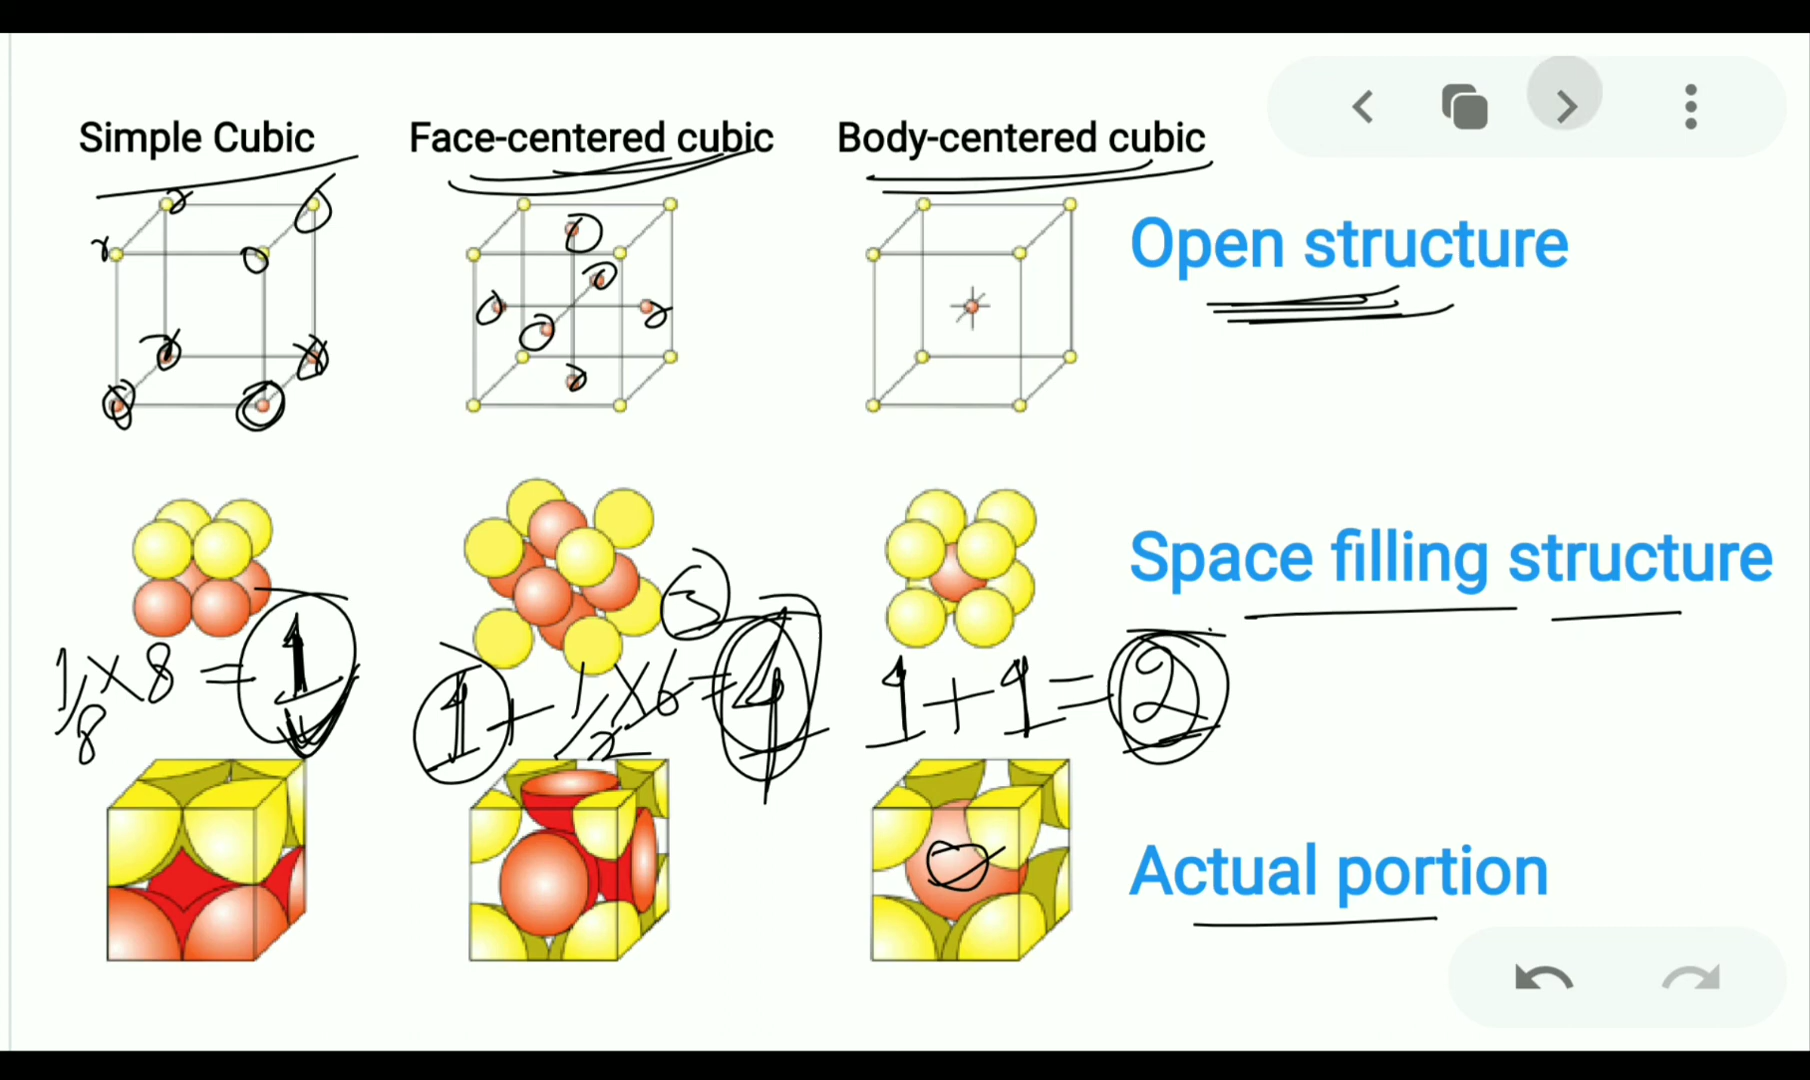 Simple Cubic
Face-centered cubic
Body-centered cubic
Open structure
Space filling structure
3
1/8 × 8 = 1
1 + 1/2 × 6 = 4
1 + 1 = 2
Actual portion